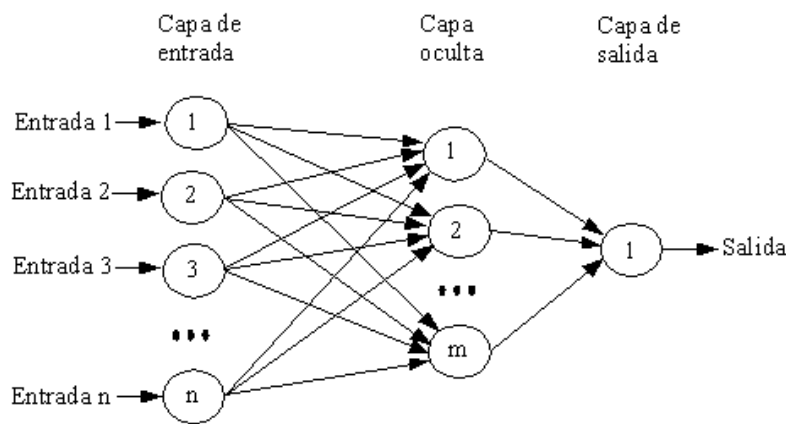 Capa de
entrada
Capa
oculta
Capa de
salida
Entrada 1
1
Entrada 2
2
Entrada 3
3
Entrada n
n
1
2
m
1
Salida